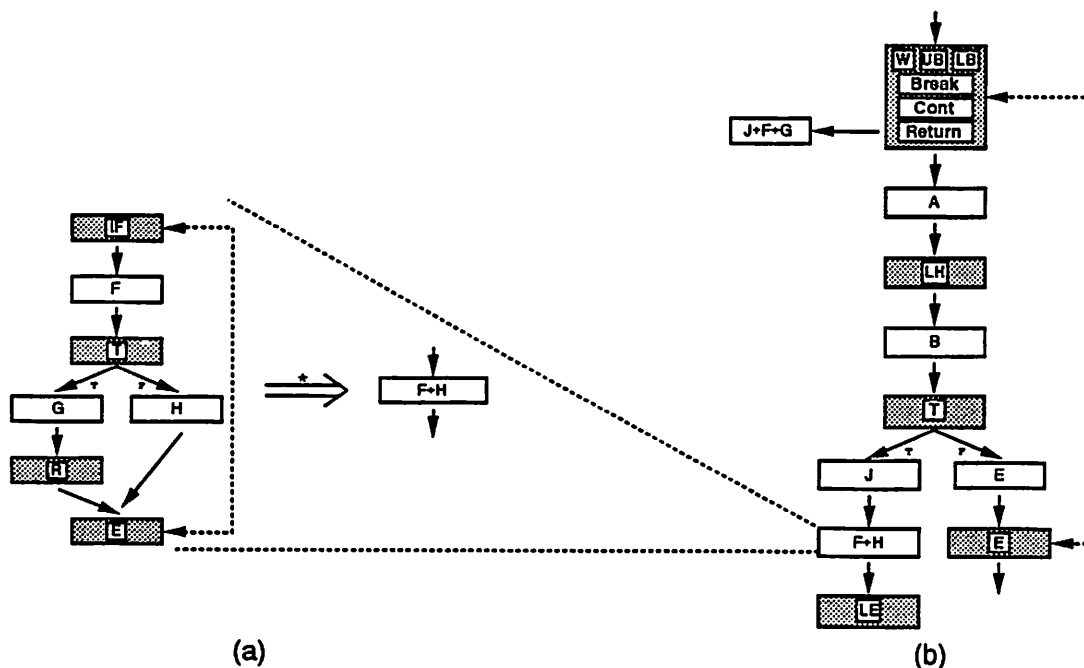 W UB LB
Break
Cont
Return
J+F+G
A
LH
B
T
T F
J E
F+H E
LE
(b)
IF
F
T
T F
G H
R
E
*
F+H
(a)